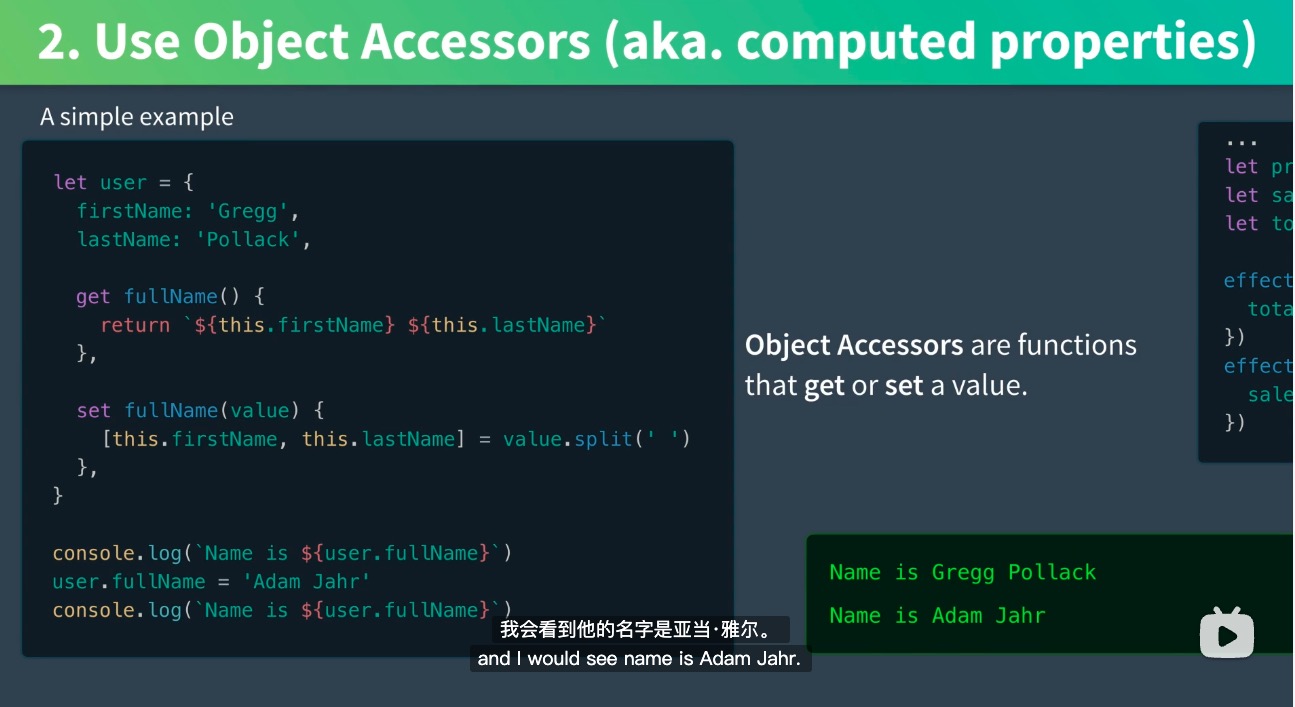 2. Use Object Accessors (aka. computed properties)
A simple example
let user = {
  firstName: 'Gregg',
  lastName: 'Pollack',

  get fullName() {
    return `${this.firstName} ${this.lastName}`
  },

  set fullName(value) {
    [this.firstName, this.lastName] = value.split(' ')
  },
}

console.log(`Name is ${user.fullName}`)
user.fullName = 'Adam Jahr'
console.log(`Name is ${user.fullName}`)
Object Accessors are functions
that get or set a value.
...
let pr
let sa
let to
effect
  tota
})
effect
  sale
})
Name is Gregg Pollack
Name is Adam Jahr
我会看到他的名字是亚当·雅尔。
and I would see name is Adam Jahr.